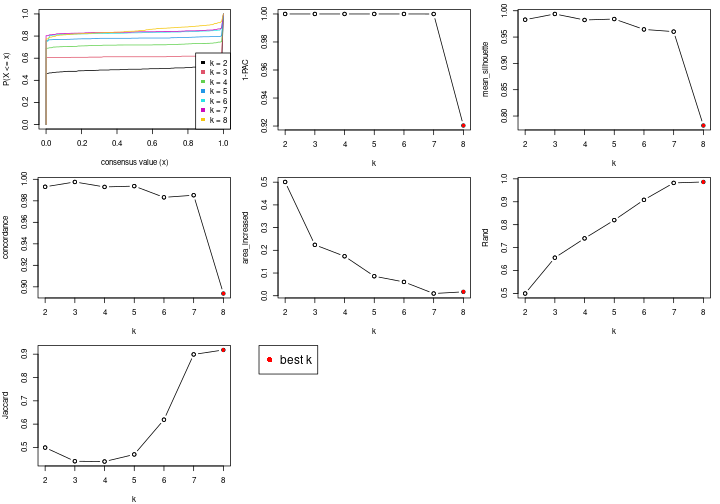 P(X <= x)
0.0 0.2 0.4 0.6 0.8 1.0
k = 2
k = 3
k = 4
k = 5
k = 6
k = 7
k = 8
0.0 0.2 0.4 0.6 0.8 1.0
consensus value (x)
1-PAC
0.92 0.94 0.96 0.98 1.00
2 3 4 5 6 7 8
k
mean_silhouette
0.80 0.85 0.90 0.95 1.00
2 3 4 5 6 7 8
k
concordance
0.90 0.92 0.94 0.96 0.98 1.00
2 3 4 5 6 7 8
k
area_increased
0.0 0.1 0.2 0.3 0.4 0.5
2 3 4 5 6 7 8
k
Rand
0.5 0.6 0.7 0.8 0.9 1.0
2 3 4 5 6 7 8
k
Jaccard
0.5 0.6 0.7 0.8 0.9
2 3 4 5 6 7 8
k
best k